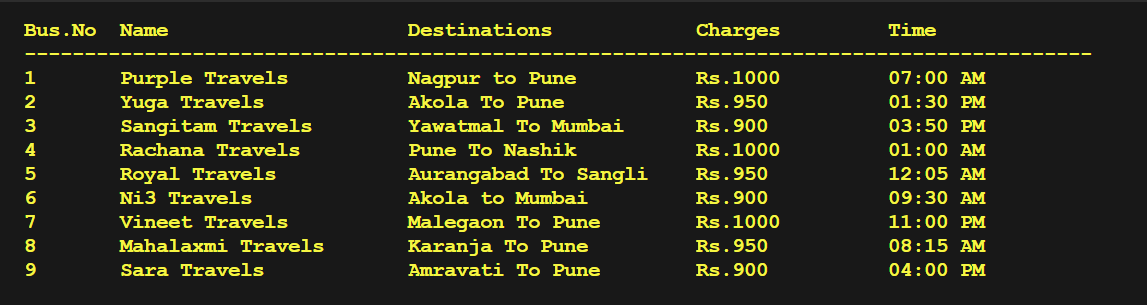 Bus.No  Name                    Destinations            Charges         Time
-----------------------------------------------------------------------------------------
1       Purple Travels          Nagpur to Pune          Rs.1000         07:00 AM
2       Yuga Travels            Akola To Pune           Rs.950          01:30 PM
3       Sangitam Travels        Yawatmal To Mumbai      Rs.900          03:50 PM
4       Rachana Travels         Pune To Nashik          Rs.1000         01:00 AM
5       Royal Travels           Aurangabad To Sangli    Rs.950          12:05 AM
6       Ni3 Travels             Akola to Mumbai         Rs.900          09:30 AM
7       Vineet Travels          Malegaon To Pune        Rs.1000         11:00 PM
8       Mahalaxmi Travels       Karanja To Pune         Rs.950          08:15 AM
9       Sara Travels            Amravati To Pune        Rs.900          04:00 PM